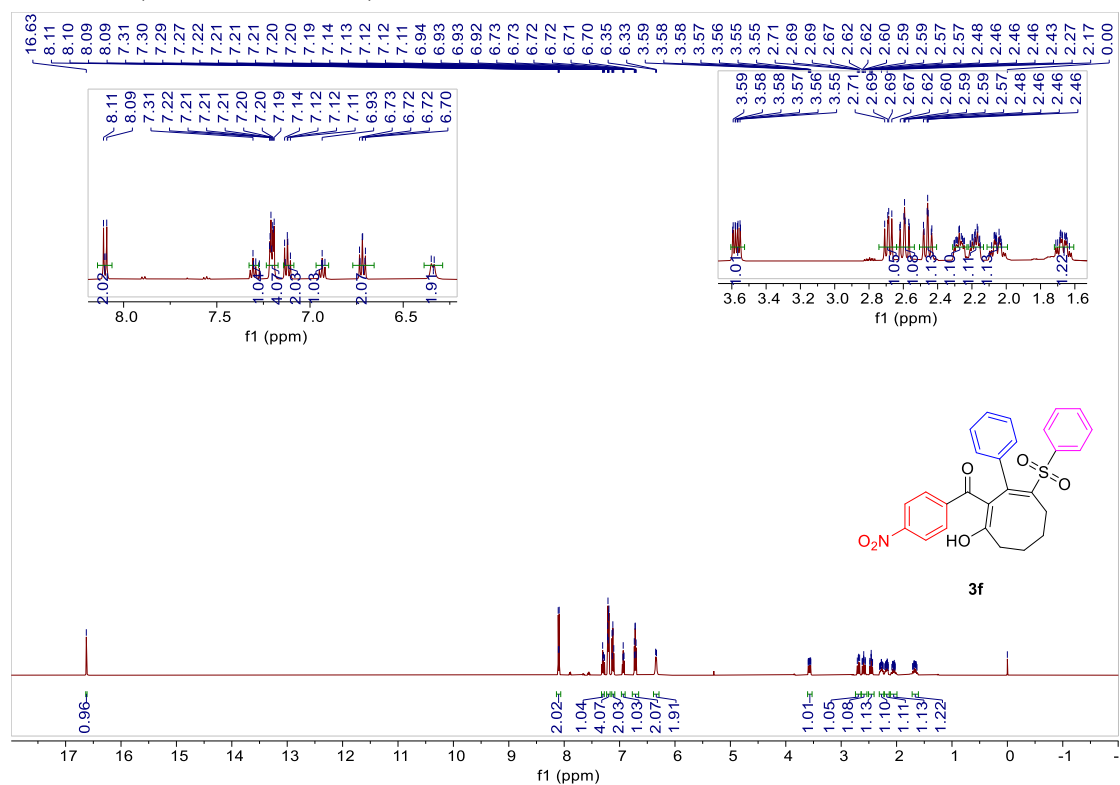 16.63 8.11 8.10 8.09 8.09 7.31 7.30 7.29 7.27 7.22 7.21 7.21 7.21 7.20 7.20 7.19 7.14 7.13 7.12 7.12 7.11 6.94 6.93 6.93 6.92 6.73 6.73 6.72 6.72 6.71 6.70 6.35 6.33 3.59 3.58 3.58 3.57 3.56 3.55 3.55 2.71 2.69 2.69 2.67 2.62 2.62 2.60 2.59 2.59 2.57 2.57 2.48 2.46 2.46 2.46 2.43 2.27 2.17 0.00
8.11 8.09 7.31 7.22 7.21 7.21 7.21 7.20 7.20 7.19 7.14 7.12 7.12 7.11 6.93 6.73 6.72 6.72 6.70
2.02 1.04 4.07 2.03 1.03 2.07 1.91
8.0 7.5 7.0 6.5
f1 (ppm)
3.59 3.58 3.58 3.57 3.56 3.55 2.71 2.69 2.69 2.67 2.62 2.60 2.59 2.59 2.57 2.48 2.46 2.46 2.46
1.01 1.05 1.08 1.13 1.10 1.11 1.13 1.22
3.6 3.4 3.2 3.0 2.8 2.6 2.4 2.2 2.0 1.8 1.6
f1 (ppm)
O
O
S
O
O2N
HO
3f
0.96 2.02 1.04 4.07 2.03 1.03 2.07 1.91 1.01 1.05 1.08 1.13 1.10 1.11 1.13 1.22
17 16 15 14 13 12 11 10 9 8 7 6 5 4 3 2 1 0 -
f1 (ppm)